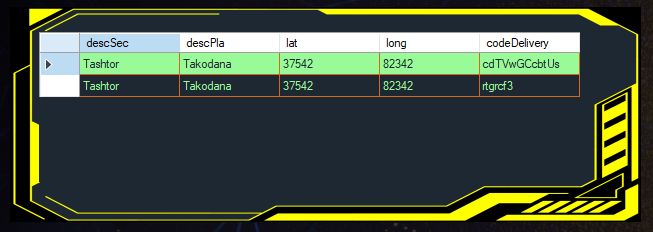 descSec descPla lat long codeDelivery
Tashtor Takodana 37542 82342 cdTVwGCcbtUs
Tashtor Takodana 37542 82342 rtgrcf3